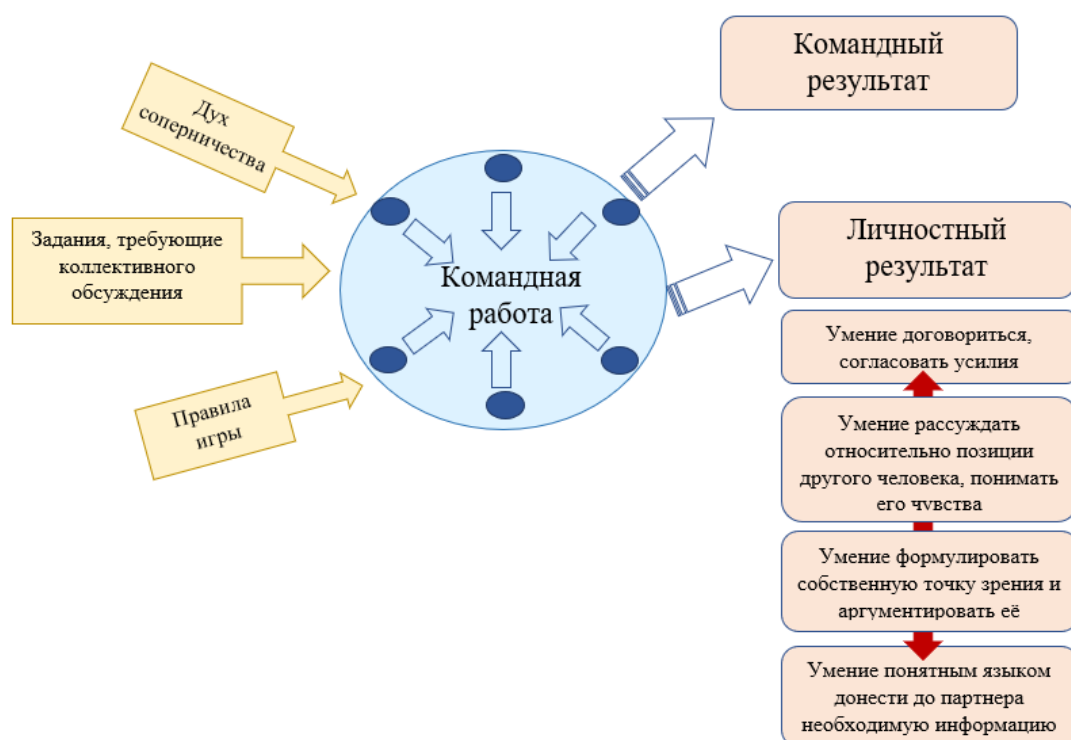 Командный
результат
Дух
соперничества
Задания, требующие
коллективного
обсуждения
Правила
игры
Командная
работа
Личностный
результат
Умение договориться,
согласовать усилия
Умение рассуждать
относительно позиции
другого человека, понимать
его чувства
Умение формулировать
собственную точку зрения и
аргументировать её
Умение понятным языком
донести до партнера
необходимую информацию